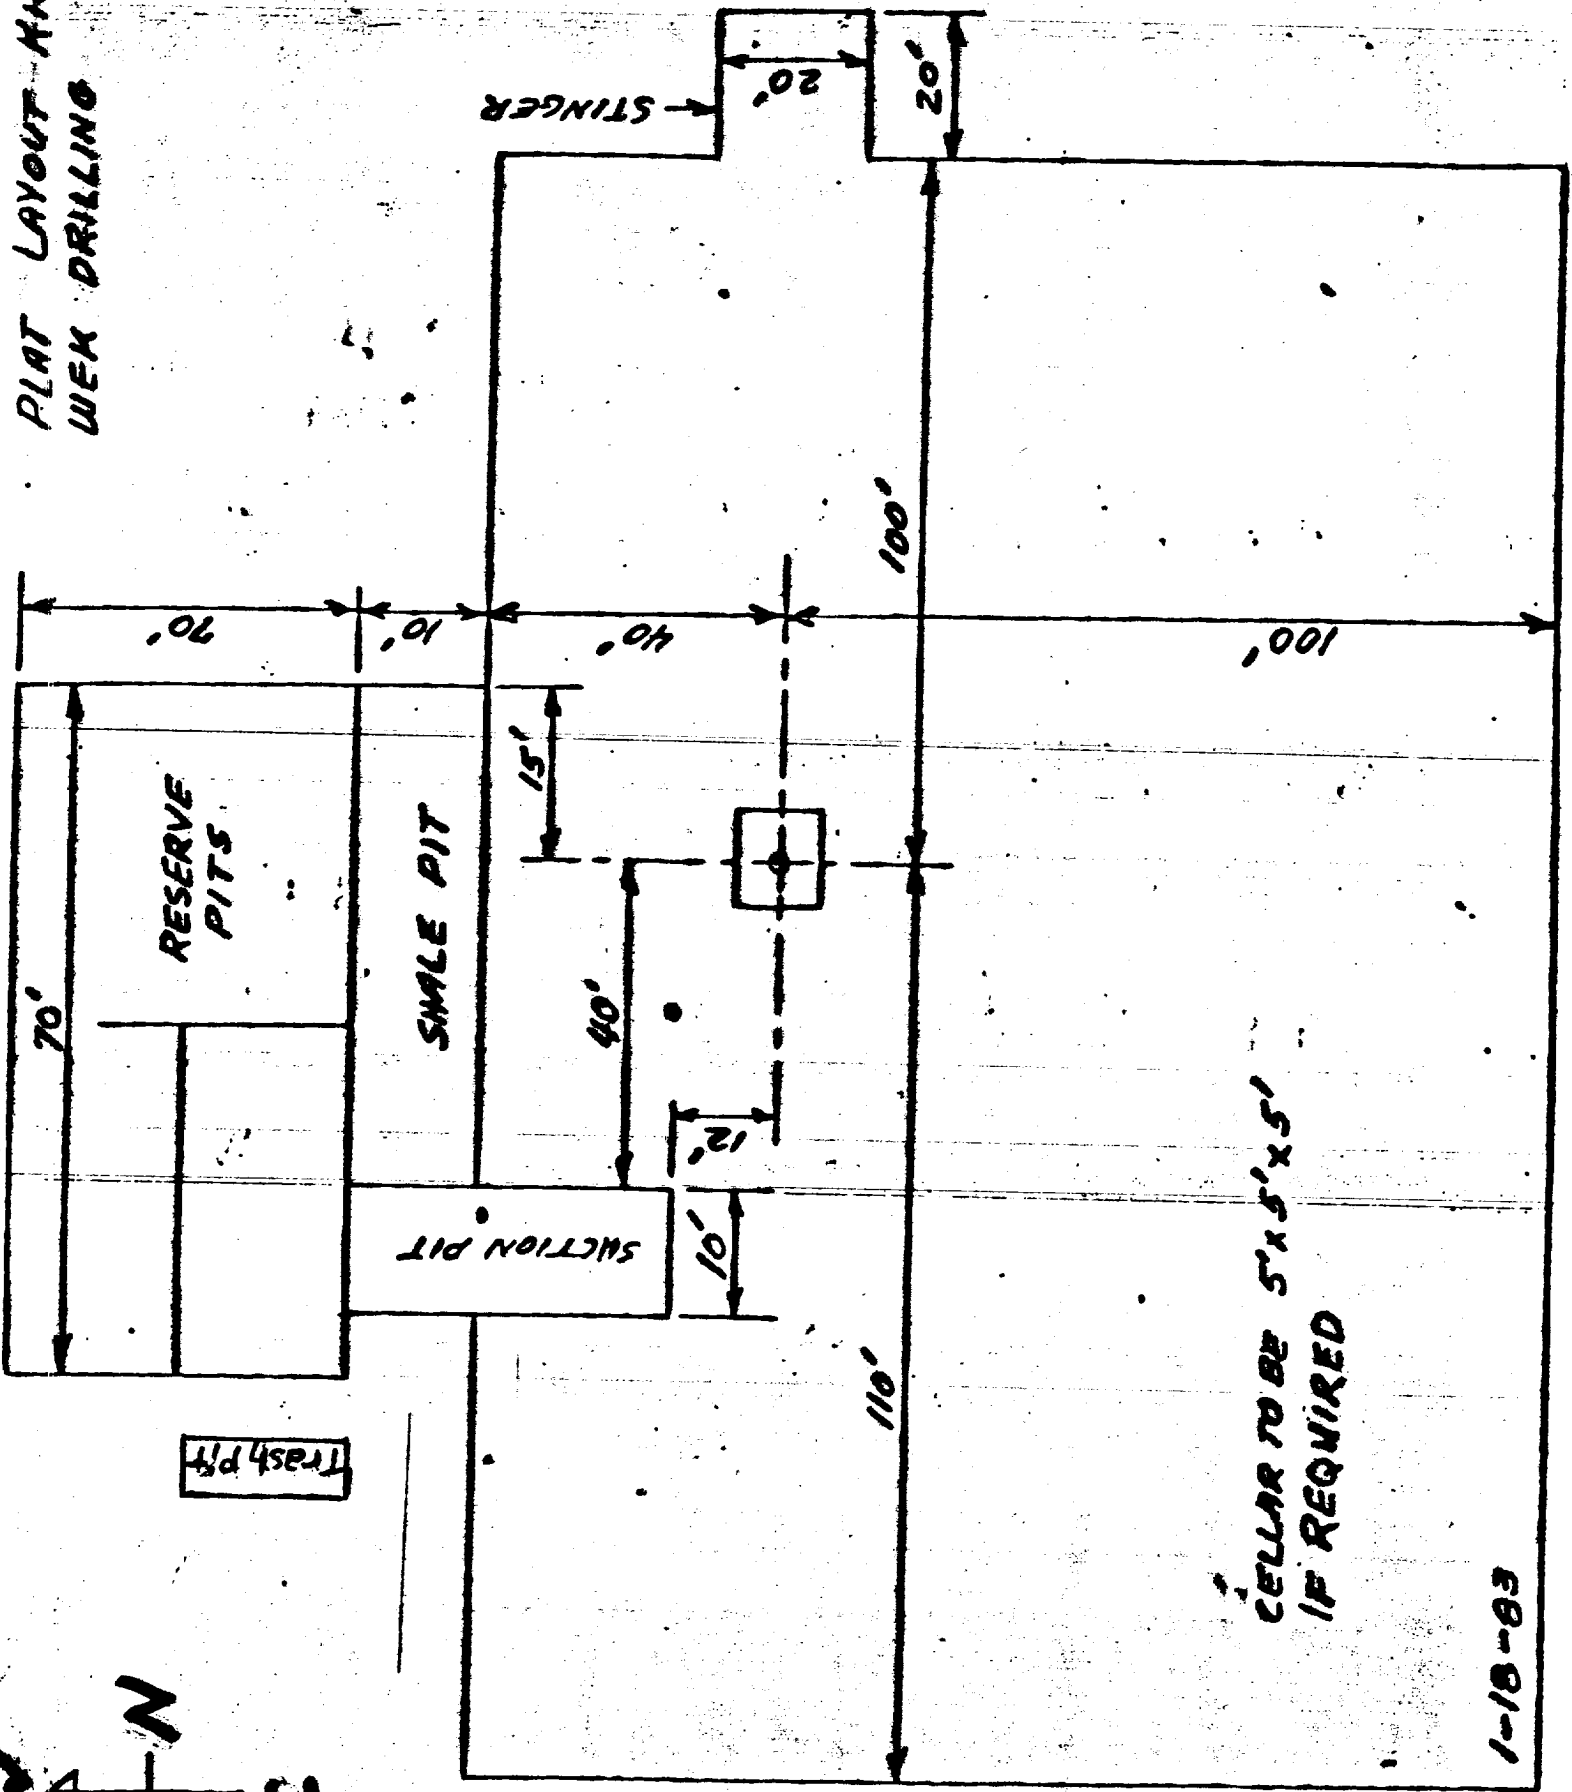 PLAT LAYOUT
WEK DRILLING
STINGER
20'
20'
70'
10'
40'
100'
100'
15'
RESERVE
PITS
70'
SHALE PIT
40'
12'
SUCTION PIT
10'
110'
Trash Pit
CELLAR TO BE 5'x5'x5'
IF REQUIRED
N
1-18-83